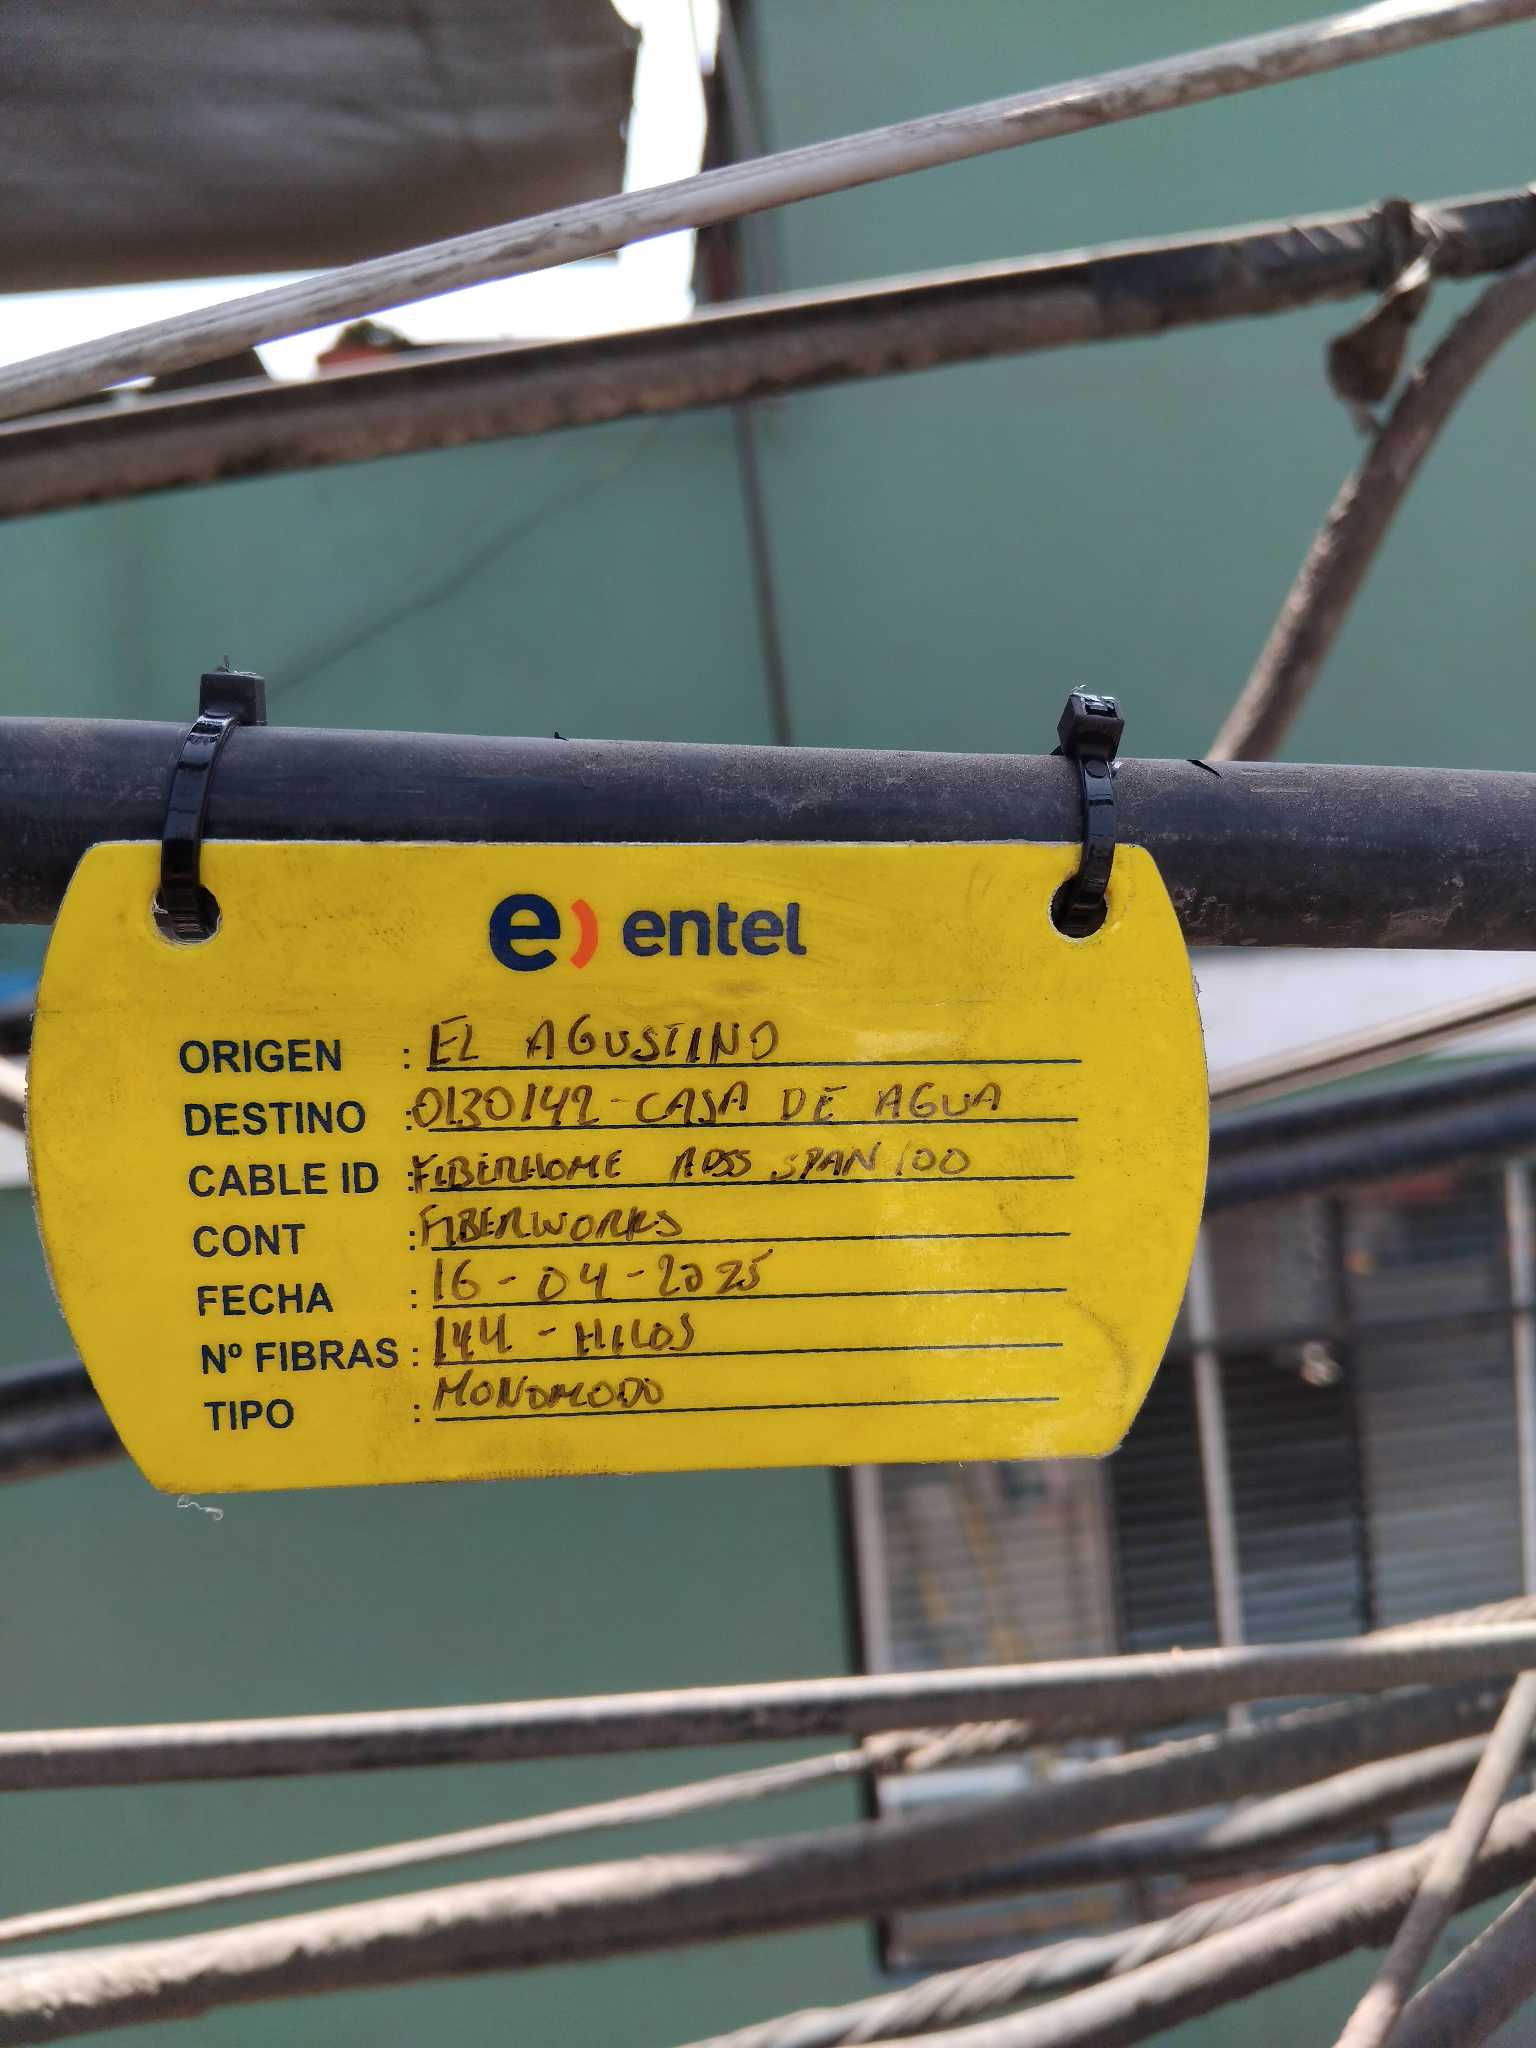 e) entel
ORIGEN : EL AGUSTINO
DESTINO : 0130142 - CASA DE AGUA
CABLE ID : FIBERHOME ADSS SPAN 100
CONT : FIBERWORKS
FECHA : 16 - 04 - 2025
Nº FIBRAS : 144 - HILOS
TIPO : MONOMODO